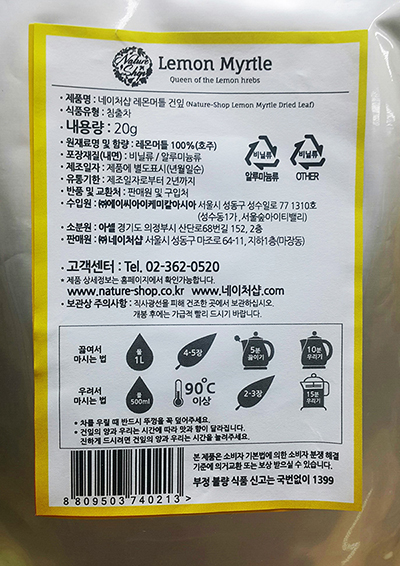 Nature Shop
Lemon Myrtle
Queen of the Lemon hrebs
• 제품명 : 네이처샵 레몬머틀 건잎 (Nature-Shop Lemon Myrtle Dried Leaf)
• 식품유형 : 침출차
• 내용량 : 20g
• 원재료명 및 함량 : 레몬머틀 100%(호주)
• 포장재질(내면) : 비닐류 / 알루미늄류
• 제조일자 : 제품에 별도표시(년월일순)
• 유통기한 : 제조일자로부터 2년까지
• 반품 및 교환처 : 판매원 및 구입처
비닐류
알루미늄류
비닐류
OTHER
• 수입원 : ㈜에이씨아이케미칼아시아 서울시 성동구 성수일로 77 1310호
(성수동1가, 서울숲아이티밸리)
• 소분원 : 아셀 경기도 의정부시 산단로68번길 152, 2층
• 판매원 : ㈜네이처샵 서울시 성동구 마조로 64-11, 지하1층(마장동)
• 고객센터 : Tel. 02-362-0520
* 제품 상세정보는 홈페이지에서 확인가능합니다.
www.nature-shop.co.kr www.네이처샵.com
• 보관상 주의사항 : 직사광선을 피해 건조한 곳에서 보관하십시오.
개봉 후에는 가급적 빨리 드시기 바랍니다.
끓여서 마시는 법
물 1L
4-5장
5분 끓이기
10분 우리기
우려서 마시는 법
물 500ml
90℃ 이상
2-3장
15분 우리기
• 차를 우릴 때 반드시 뚜껑을 꼭 덮어주세요.
• 건잎의 양과 우리는 시간에 따라 맛과 향이 달라집니다.
진하게 드시려면 건잎의 양과 우리는 시간을 늘려주세요.
본 제품은 소비자 기본법에 의한 소비자 분쟁 해결
기준에 의거교환 또는 보상 받으실 수 있습니다.
부정 불량 식품 신고는 국번없이 1399
8 809503 740213 >